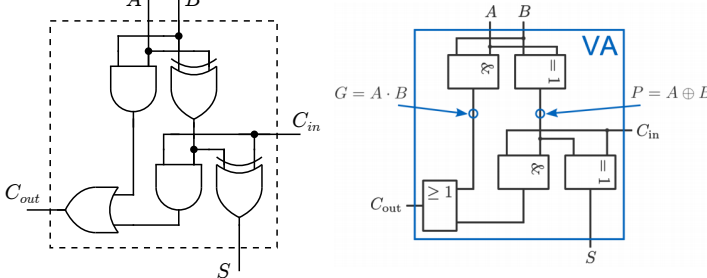 A B
C_in
C_out
S
A B
VA
& =1
G = A · B
P = A ⊕ B
C_in
& =1
≥ 1
C_out
S